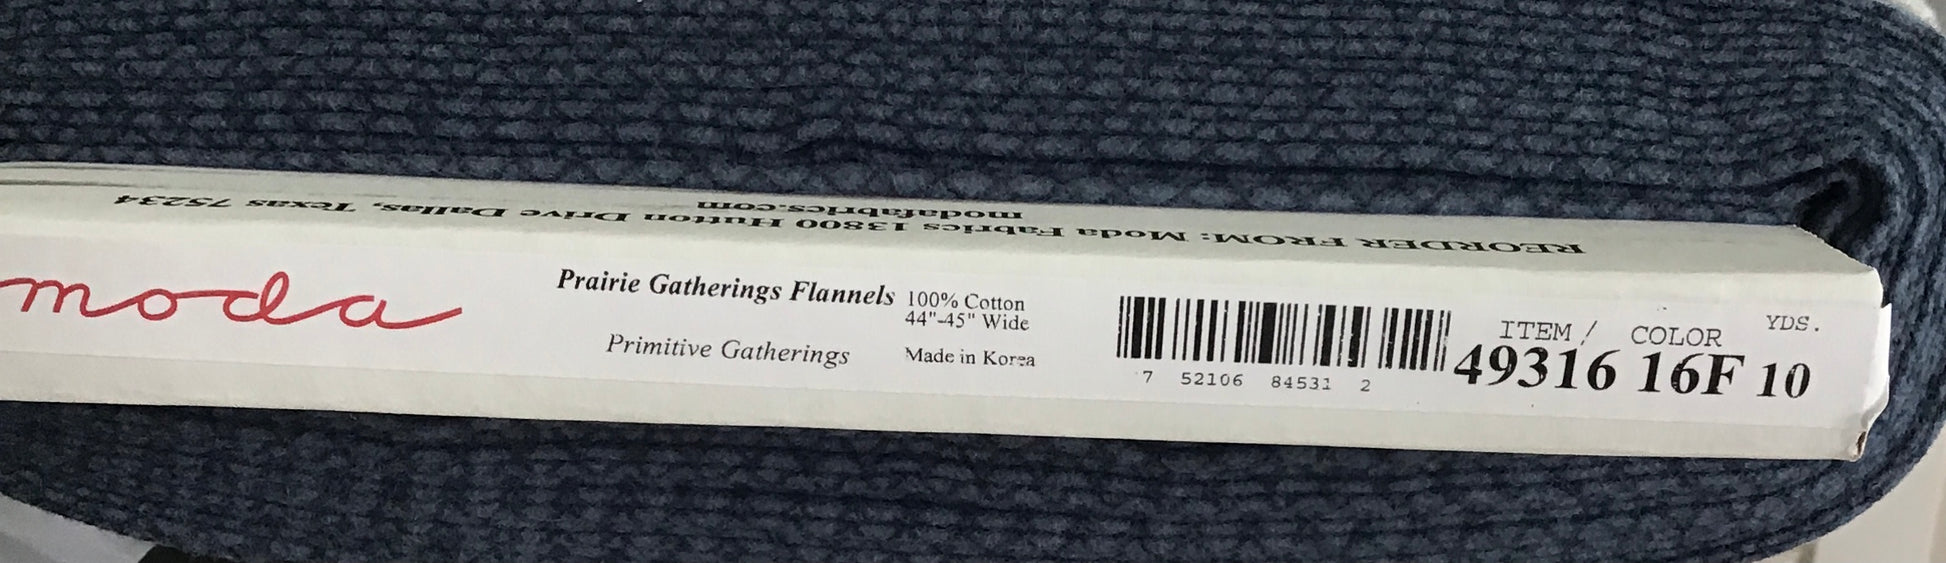 REORDER FROM: Moda Fabrics 13800 Hutton Drive Dallas, Texas 75234
modafabrics.com
moda
Prairie Gatherings Flannels
Primitive Gatherings
100% Cotton
44"-45" Wide
Made in Korea
7 52106 84531 2
ITEM / COLOR YDS.
49316 16F 10